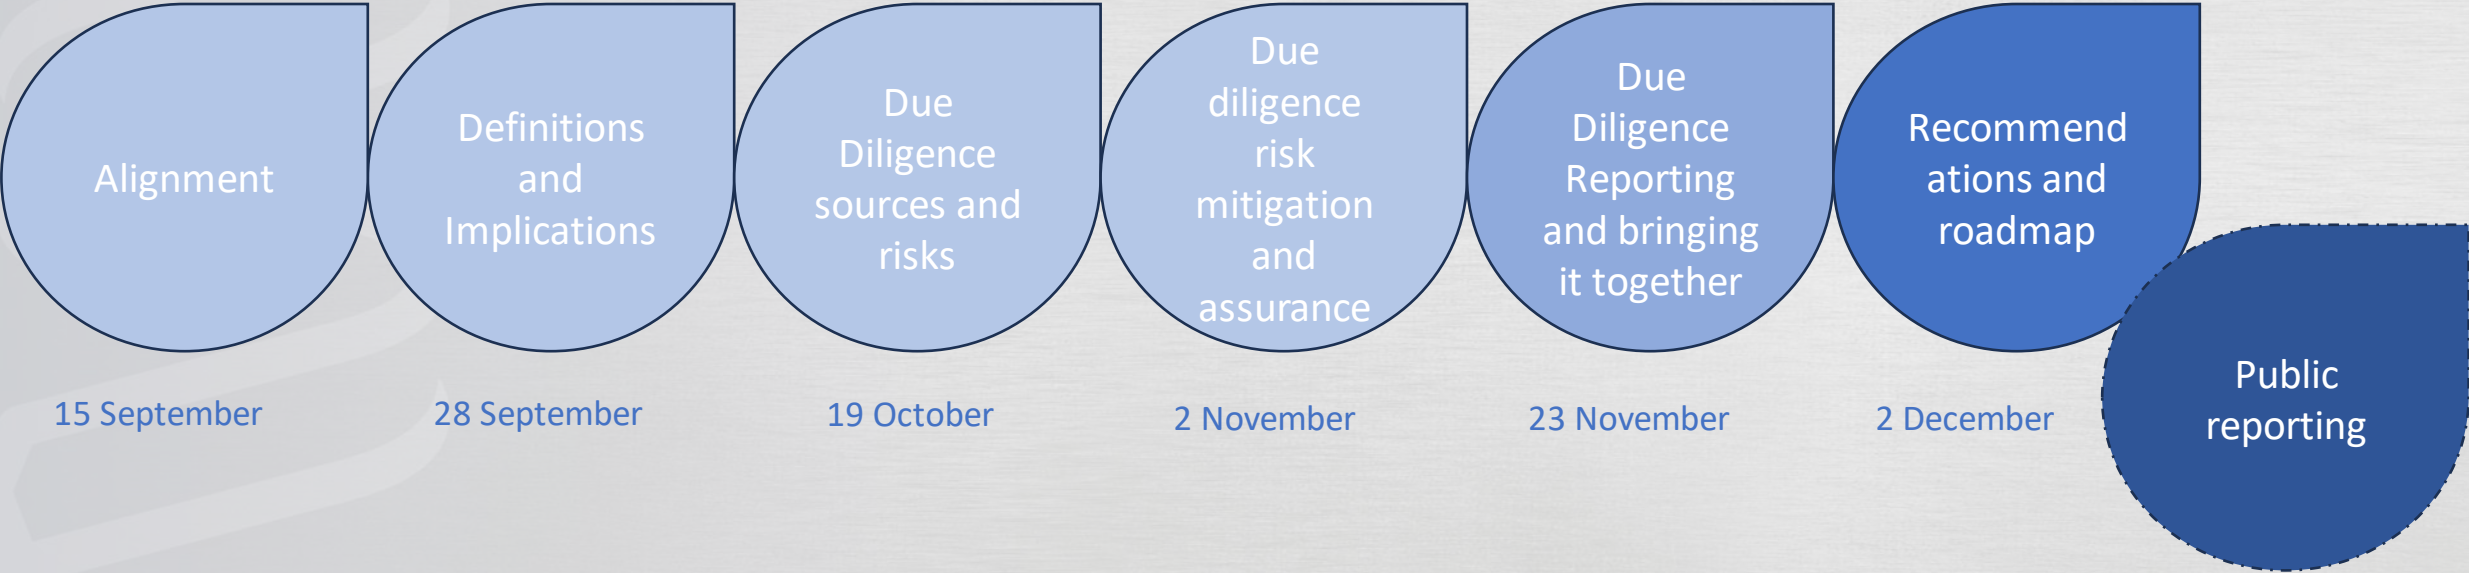 Alignment
Definitions
and
Implications
Due
Diligence
sources and
risks
Due
diligence
risk
mitigation
and
assurance
Due
Diligence
Reporting
and bringing
it together
Recommend
ations and
roadmap
Public
reporting
15 September
28 September
19 October
2 November
23 November
2 December